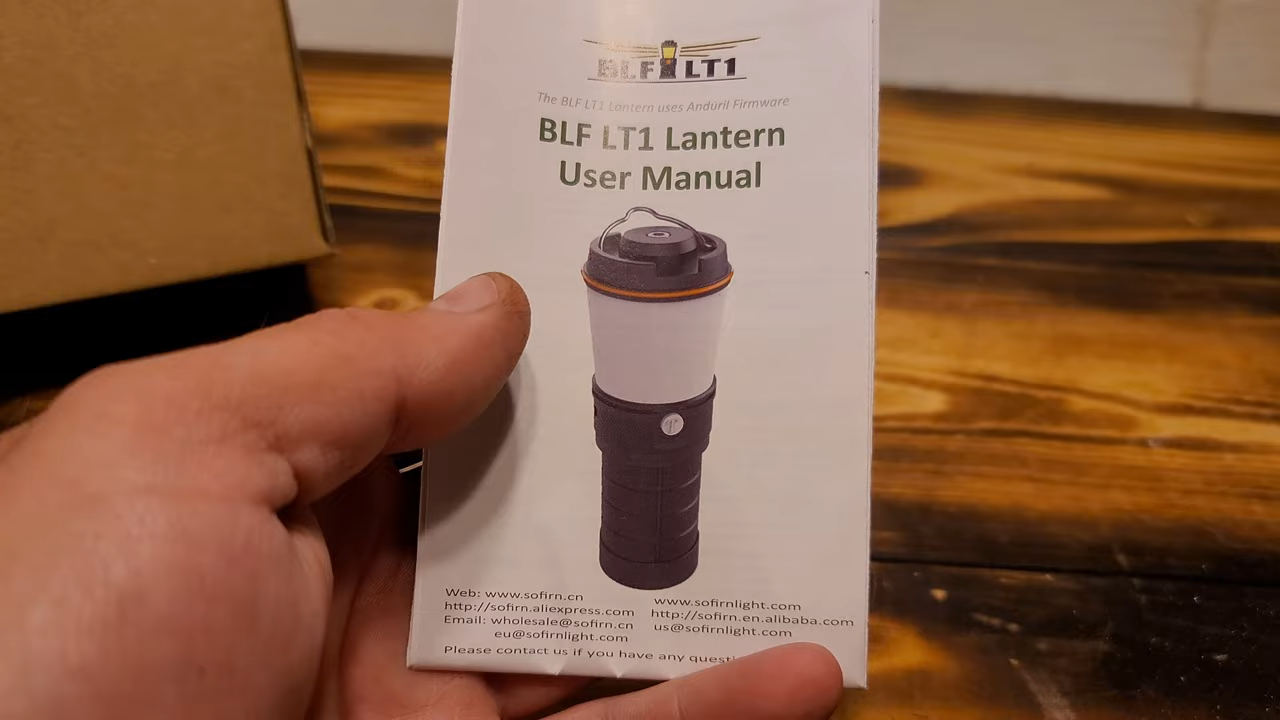 BLF LT1
The BLF LT1 Lantern uses Anduril Firmware
BLF LT1 Lantern
User Manual
Web: www.sofirn.cn
http://sofirn.aliexpress.com
Email: wholesale@sofirn.cn
eu@sofirnlight.com
www.sofirnlight.com
http://sofirn.en.alibaba.com
us@sofirnlight.com
Please contact us if you have any